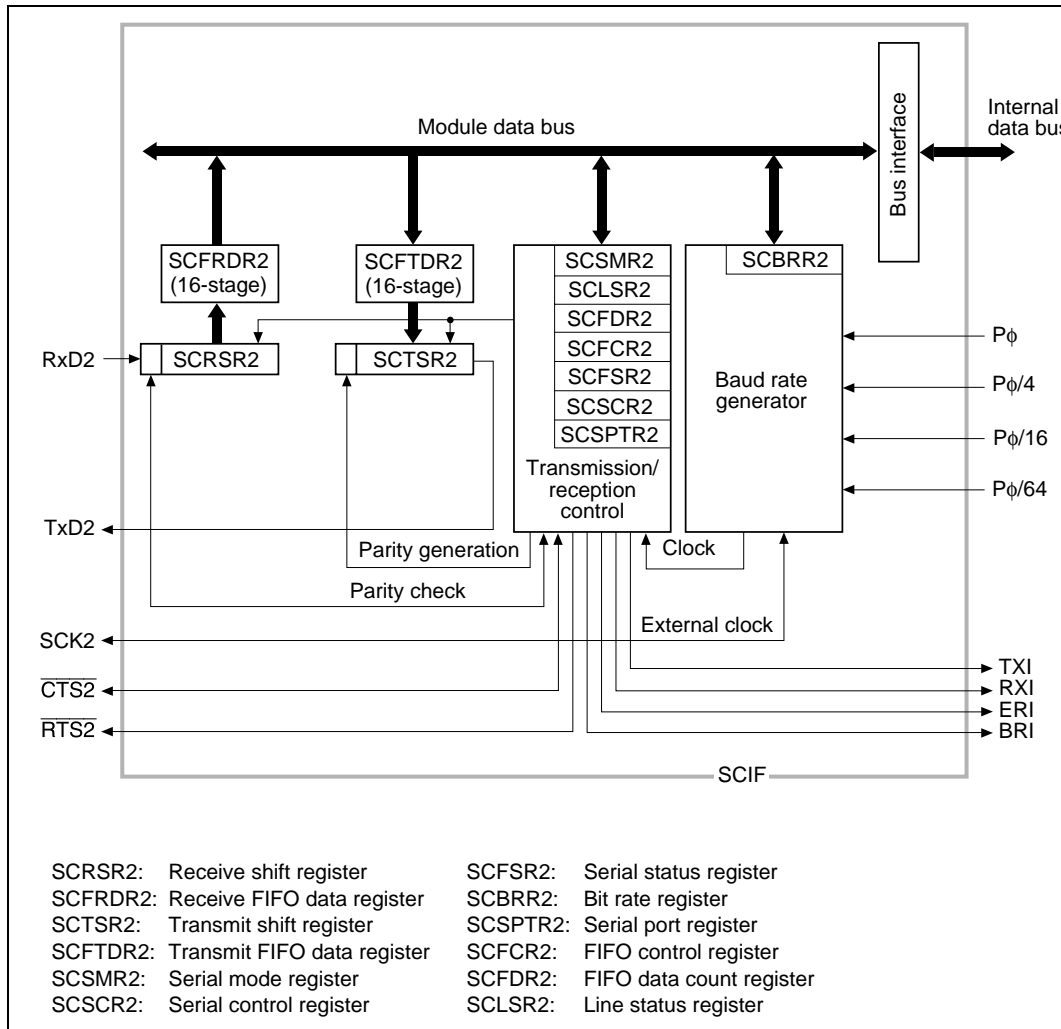 Module data bus
Bus interface
Internal
data bus
SCFRDR2
(16-stage)
SCFTDR2
(16-stage)
SCSMR2
SCLSR2
SCFDR2
SCFCR2
SCFSR2
SCSCR2
SCSPTR2
Transmission/
reception
control
SCBRR2
Baud rate
generator
RxD2
SCRSR2
SCTSR2
Pϕ
Pϕ/4
Pϕ/16
Pϕ/64
TxD2
Parity generation
Clock
Parity check
SCK2
External clock
CTS2
RTS2
TXI
RXI
ERI
BRI
SCIF
SCRSR2: Receive shift register
SCFRDR2: Receive FIFO data register
SCTSR2: Transmit shift register
SCFTDR2: Transmit FIFO data register
SCSMR2: Serial mode register
SCSCR2: Serial control register
SCFSR2: Serial status register
SCBRR2: Bit rate register
SCSPTR2: Serial port register
SCFCR2: FIFO control register
SCFDR2: FIFO data count register
SCLSR2: Line status register